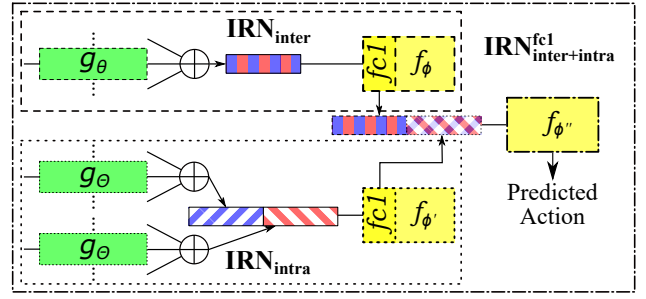 IRN_inter
g_θ
fc1
f_ϕ
IRN^fc1_inter+intra
f_ϕ''
Predicted
Action
g_Θ
fc1
f_ϕ'
g_Θ
IRN_intra